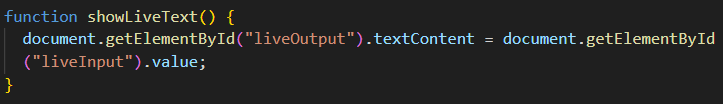 function showLiveText() {
  document.getElementById("liveOutput").textContent = document.getElementById
  ("liveInput").value;
}